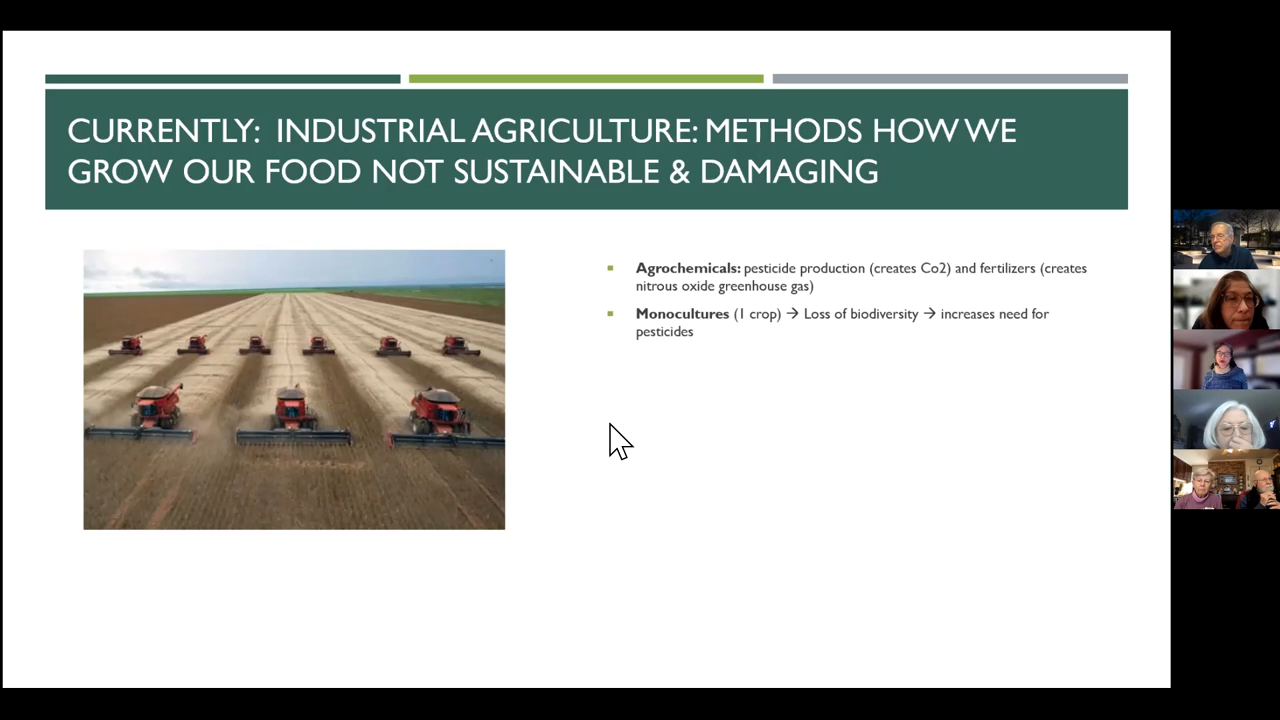 CURRENTLY: INDUSTRIAL AGRICULTURE: METHODS HOW WE
GROW OUR FOOD NOT SUSTAINABLE & DAMAGING
Agrochemicals: pesticide production (creates Co2) and fertilizers (creates
nitrous oxide greenhouse gas)
Monocultures (1 crop) → Loss of biodiversity → increases need for
pesticides